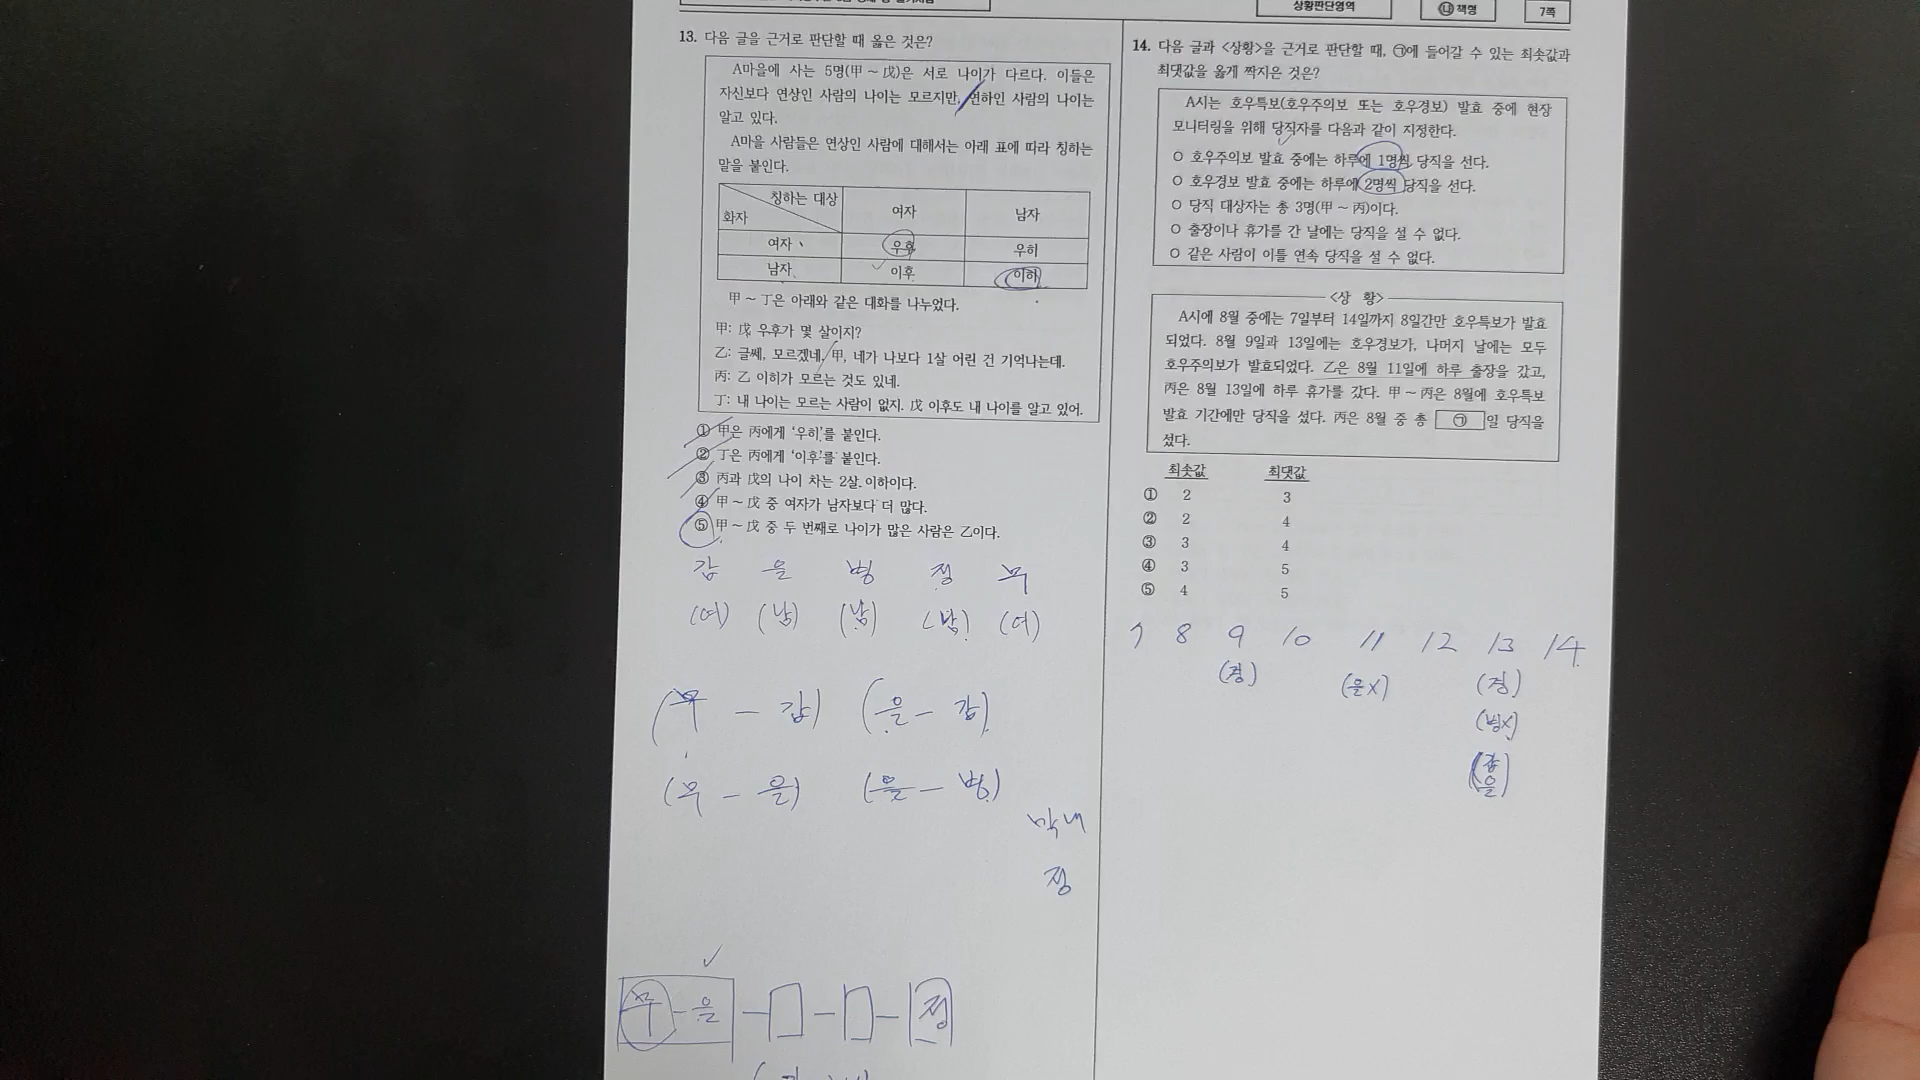 상황판단영역
나 책형
7쪽
13. 다음 글을 근거로 판단할 때 옳은 것은?
A마을에 사는 5명(甲～戊)은 서로 나이가 다르다. 이들은
자신보다 연상인 사람의 나이는 모르지만, 연하인 사람의 나이는
알고 있다.
A마을 사람들은 연상인 사람에 대해서는 아래 표에 따라 칭하는
말을 붙인다.
칭하는 대상
화자
여자
남자
여자
우후
우히
남자
이후
이히
甲～丁은 아래와 같은 대화를 나누었다.
甲: 戊 우후가 몇 살이지?
乙: 글쎄, 모르겠네. 甲, 네가 나보다 1살 어린 건 기억나는데.
丙: 乙 이히가 모르는 것도 있네.
丁: 내 나이는 모르는 사람이 없지. 戊 이후도 내 나이를 알고 있어.
① 甲은 丙에게 ‘우히’를 붙인다.
② 丁은 丙에게 ‘이후’를 붙인다.
③ 丙과 戊의 나이 차는 2살 이하이다.
④ 甲～戊 중 여자가 남자보다 더 많다.
⑤ 甲～戊 중 두 번째로 나이가 많은 사람은 乙이다.
갑 을 병 정 무
(여) (남) (남) (남) (여)
(무 － 갑) (을 － 갑)
(무 － 을) (을 － 병)
막내
정
무 － 을 － □ － □ － 정
14. 다음 글과 <상황>을 근거로 판단할 때, ㉠에 들어갈 수 있는 최솟값과
최댓값을 옳게 짝지은 것은?
A시는 호우특보(호우주의보 또는 호우경보) 발효 중에 현장
모니터링을 위해 당직자를 다음과 같이 지정한다.
○ 호우주의보 발효 중에는 하루에 1명씩 당직을 선다.
○ 호우경보 발효 중에는 하루에 2명씩 당직을 선다.
○ 당직 대상자는 총 3명(甲～丙)이다.
○ 출장이나 휴가를 간 날에는 당직을 설 수 없다.
○ 같은 사람이 이틀 연속 당직을 설 수 없다.
<상 황>
A시에 8월 중에는 7일부터 14일까지 8일간만 호우특보가 발효
되었다. 8월 9일과 13일에는 호우경보가, 나머지 날에는 모두
호우주의보가 발효되었다. 乙은 8월 11일에 하루 출장을 갔고,
丙은 8월 13일에 하루 휴가를 갔다. 甲～丙은 8월에 호우특보
발효 기간에만 당직을 섰다. 丙은 8월 중 총 ㉠ 일 당직을
섰다.
최솟값 최댓값
① 2 3
② 2 4
③ 3 4
④ 3 5
⑤ 4 5
7 8 9 10 11 12 13 14
(경) (을X) (경)
(병X)
(갑
을)